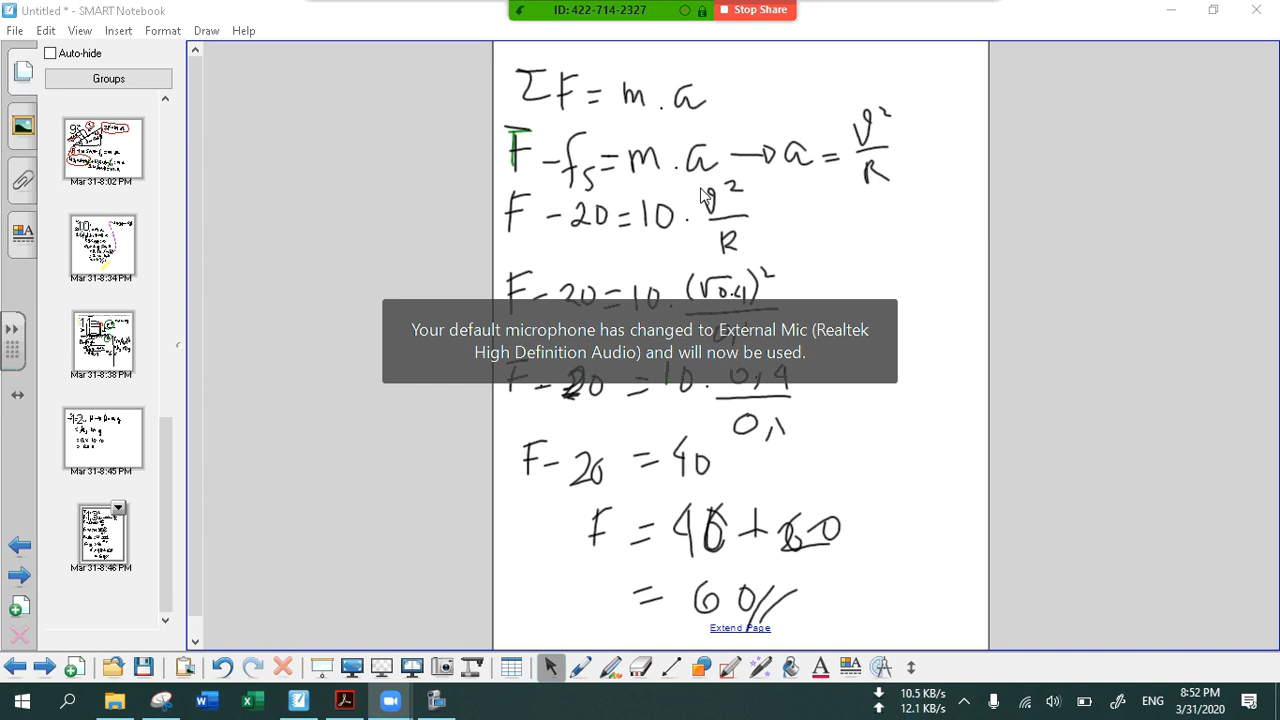 Untitled * - SMART Notebook
ID: 422-714-2327
Stop Share
File Edit View Insert Format Draw Help
Auto-hide
Groups
Mar 31-8:02 PM
Mar 31-8:34 PM
Mar 31-8:38 PM
Mar 31-8:45 PM
Mar 31-8:48 PM
ΣF = m . a
F - fs = m . a → a = v²/R
F - 20 = 10 . v²/R
F - 20 = 10 . (√0.4)²
Your default microphone has changed to External Mic (Realtek
High Definition Audio) and will now be used.
F - 20 = 10 . 0,4/0,1
F - 20 = 40
F = 40 + 20
= 60 //
Extend Page
10.5 KB/s
12.1 KB/s
ENG
8:52 PM
3/31/2020